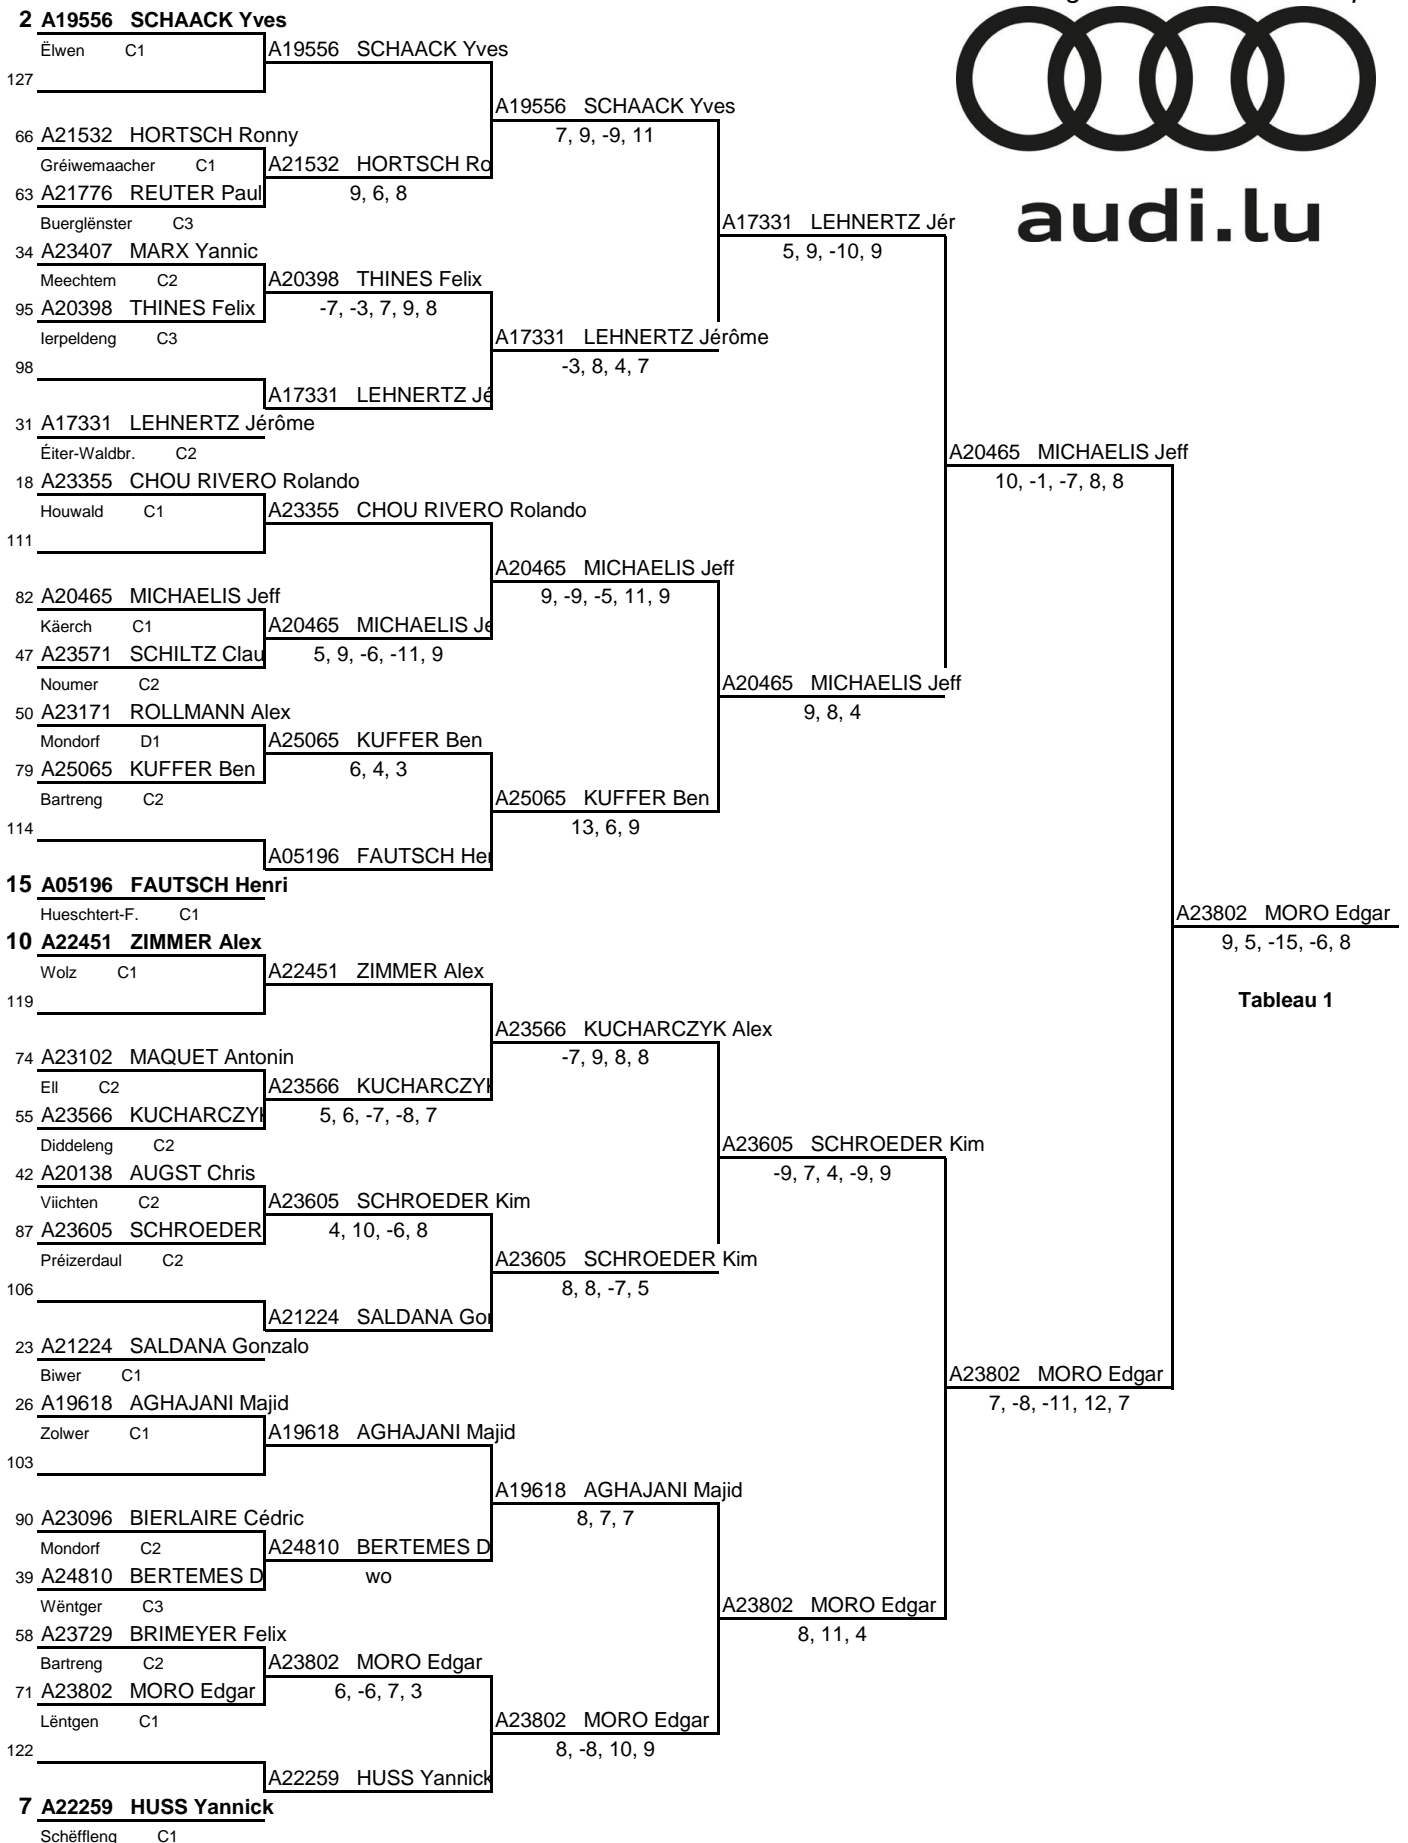 2 A19556 SCHAACK Yves
Ëlwen C1 A19556 SCHAACK Yves
127
A19556 SCHAACK Yves
66 A21532 HORTSCH Ronny 7, 9, -9, 11
Gréiwemaacher C1 A21532 HORTSCH Ro
63 A21776 REUTER Paul 9, 6, 8
audi.lu
Buerglënster C3 A17331 LEHNERTZ Jér
34 A23407 MARX Yannic 5, 9, -10, 9
Meechtem C2 A20398 THINES Felix
95 A20398 THINES Felix -7, -3, 7, 9, 8
Ierpeldeng C3 A17331 LEHNERTZ Jérôme
98 -3, 8, 4, 7
A17331 LEHNERTZ Jé
31 A17331 LEHNERTZ Jérôme
Éiter-Waldbr. C2 A20465 MICHAELIS Jeff
18 A23355 CHOU RIVERO Rolando 10, -1, -7, 8, 8
Houwald C1 A23355 CHOU RIVERO Rolando
111
A20465 MICHAELIS Jeff
82 A20465 MICHAELIS Jeff 9, -9, -5, 11, 9
Käerch C1 A20465 MICHAELIS Je
47 A23571 SCHILTZ Clau 5, 9, -6, -11, 9
Noumer C2 A20465 MICHAELIS Jeff
50 A23171 ROLLMANN Alex 9, 8, 4
Mondorf D1 A25065 KUFFER Ben
79 A25065 KUFFER Ben 6, 4, 3
Bartreng C2 A25065 KUFFER Ben
114 13, 6, 9
A05196 FAUTSCH Her
15 A05196 FAUTSCH Henri
Hueschtert-F. C1 A23802 MORO Edgar
10 A22451 ZIMMER Alex 9, 5, -15, -6, 8
Wolz C1 A22451 ZIMMER Alex
119 Tableau 1
A23566 KUCHARCZYK Alex
74 A23102 MAQUET Antonin -7, 9, 8, 8
Ell C2 A23566 KUCHARCZYK
55 A23566 KUCHARCZYK 5, 6, -7, -8, 7
Diddeleng C2 A23605 SCHROEDER Kim
42 A20138 AUGST Chris -9, 7, 4, -9, 9
Viichten C2 A23605 SCHROEDER Kim
87 A23605 SCHROEDER 4, 10, -6, 8
Préizerdaul C2 A23605 SCHROEDER Kim
106 8, 8, -7, 5
A21224 SALDANA Gon
23 A21224 SALDANA Gonzalo
Biwer C1 A23802 MORO Edgar
26 A19618 AGHAJANI Majid 7, -8, -11, 12, 7
Zolwer C1 A19618 AGHAJANI Majid
103
A19618 AGHAJANI Majid
90 A23096 BIERLAIRE Cédric 8, 7, 7
Mondorf C2 A24810 BERTEMES D
39 A24810 BERTEMES D wo
Wëntger C3 A23802 MORO Edgar
58 A23729 BRIMEYER Felix 8, 11, 4
Bartreng C2 A23802 MORO Edgar
71 A23802 MORO Edgar 6, -6, 7, 3
Lëntgen C1 A23802 MORO Edgar
122 8, -8, 10, 9
A22259 HUSS Yannick
7 A22259 HUSS Yannick
Schëffleng C1